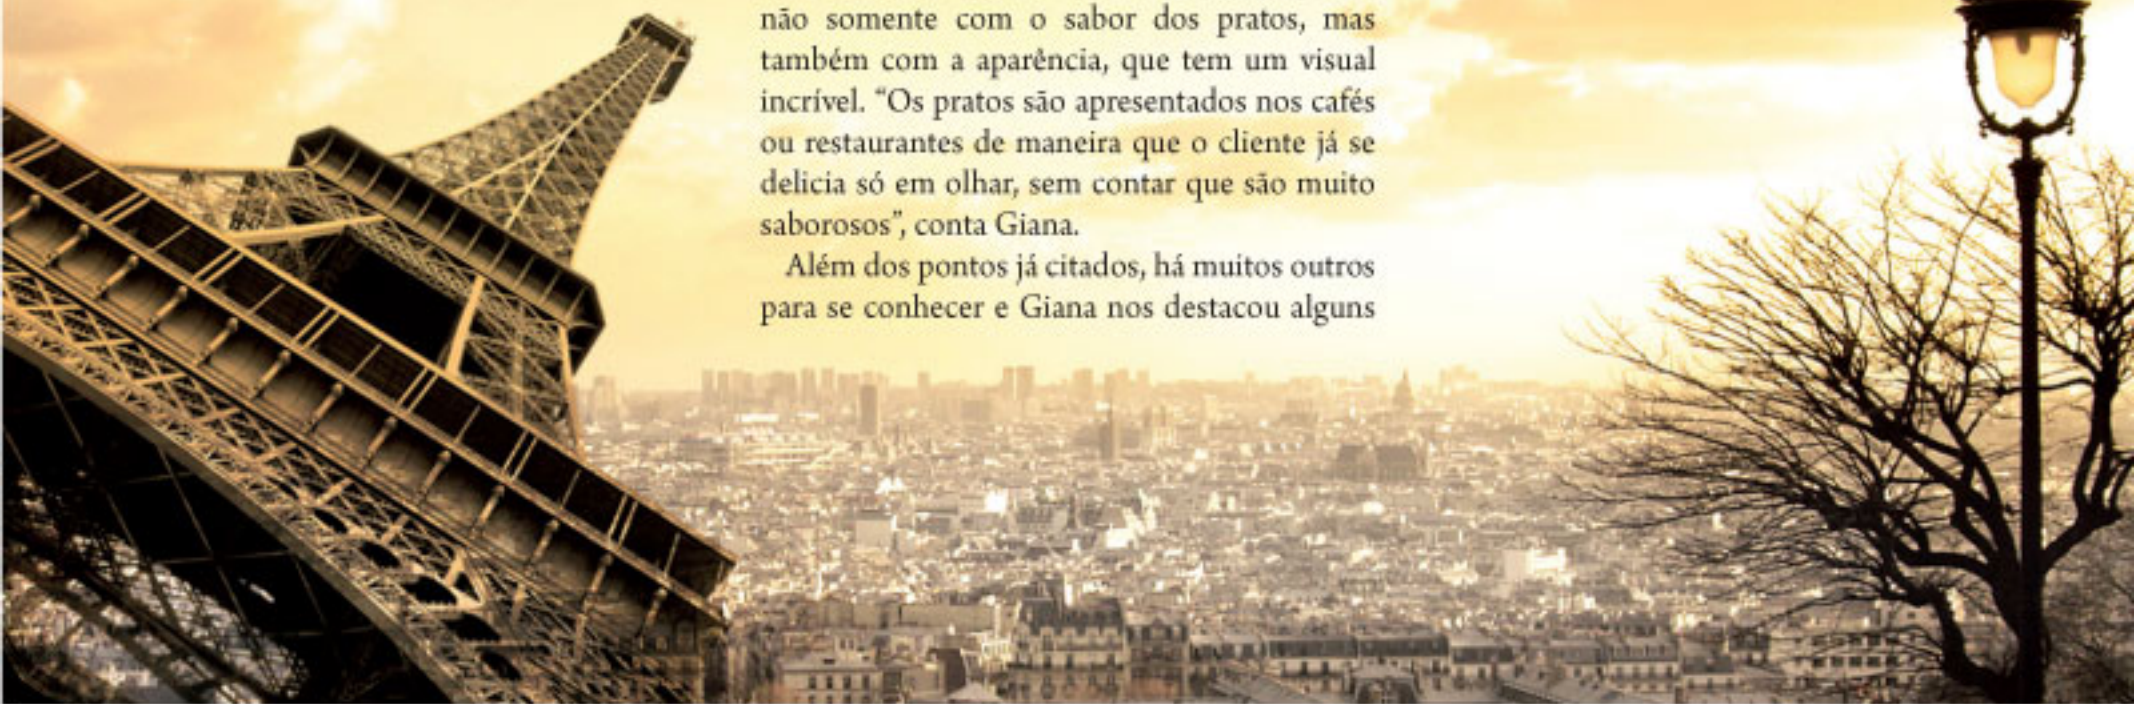 não somente com o sabor dos pratos, mas
também com a aparência, que tem um visual
incrível. “Os pratos são apresentados nos cafés
ou restaurantes de maneira que o cliente já se
delicia só em olhar, sem contar que são muito
saborosos”, conta Giana.
Além dos pontos já citados, há muitos outros
para se conhecer e Giana nos destacou alguns